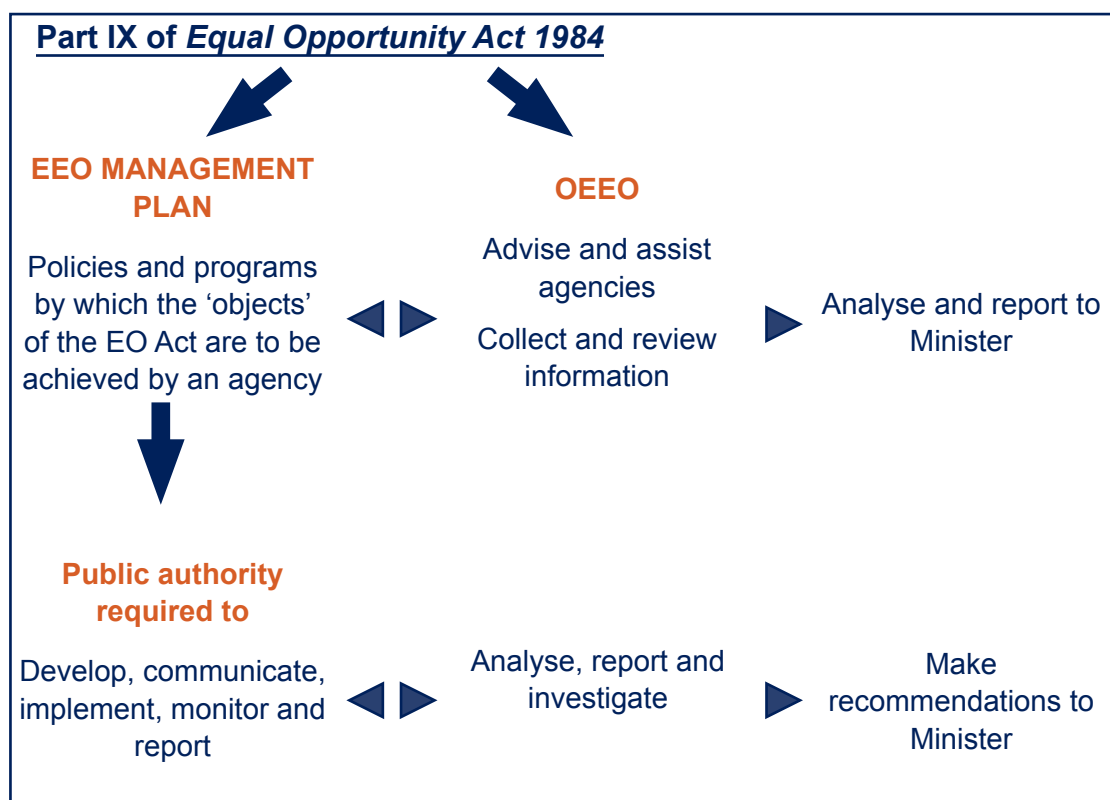 Part IX of Equal Opportunity Act 1984
EEO MANAGEMENT
PLAN
Policies and programs
by which the ‘objects’
of the EO Act are to be
achieved by an agency
OEEO
Advise and assist
agencies
Collect and review
information
Analyse and report to
Minister
Public authority
required to
Develop, communicate,
implement, monitor and
report
Analyse, report and
investigate
Make
recommendations to
Minister